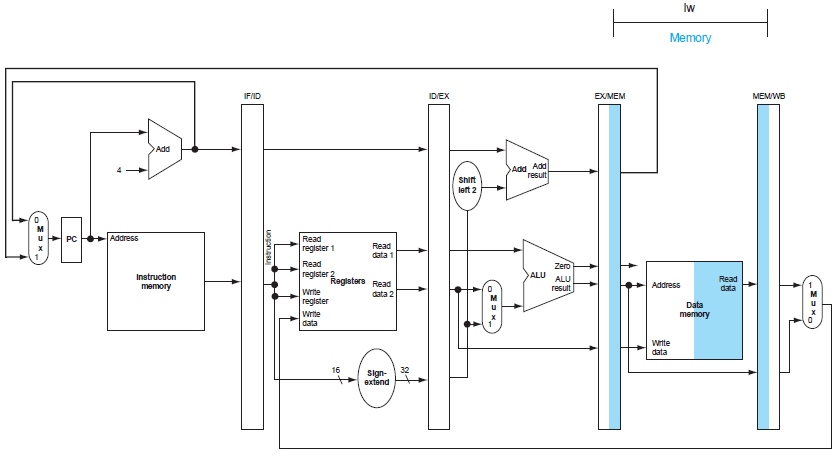 lw
Memory
IF/ID
ID/EX
EX/MEM
MEM/WB
Add
4
Shift
left 2
Add
Add
result
0
M
u
x
1
PC
Address
Instruction
memory
Instruction
Read
register 1
Read
register 2
Write
register
Write
data
Registers
Read
data 1
Read
data 2
0
M
u
x
1
ALU
Zero
ALU
result
Address
Write
data
Data
memory
Read
data
1
M
u
x
0
16
Sign-
extend
32